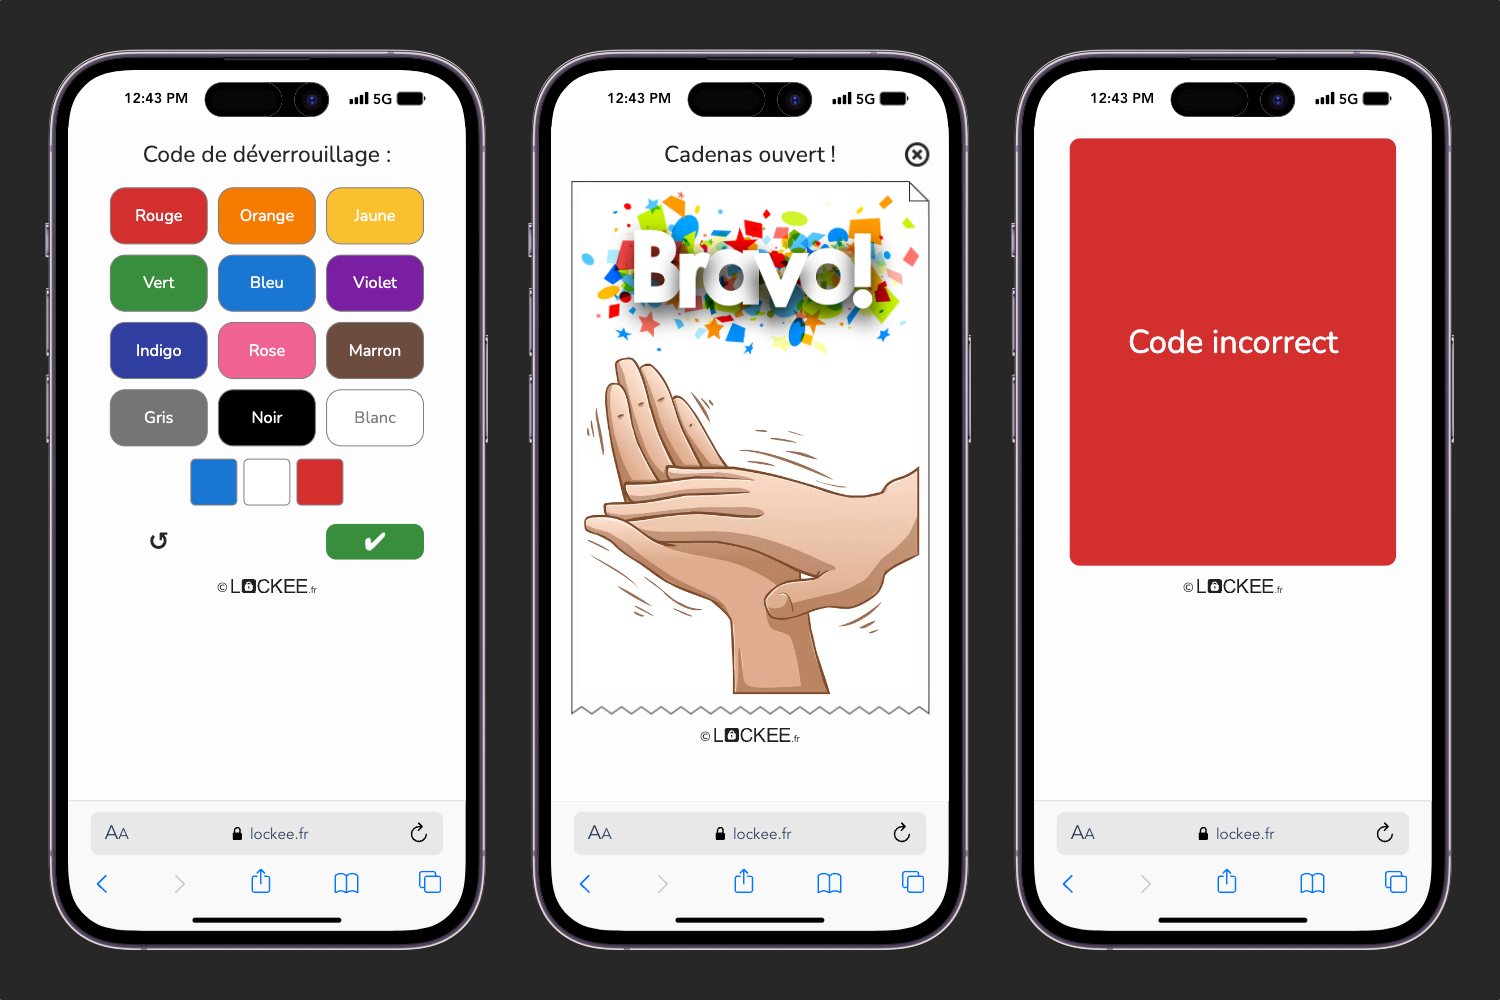 12:43 PM
5G
Code de déverrouillage :
Rouge
Orange
Jaune
Vert
Bleu
Violet
Indigo
Rose
Marron
Gris
Noir
Blanc
© LOCKEE.fr
AA
lockee.fr
12:43 PM
5G
Cadenas ouvert !
Bravo!
© LOCKEE.fr
AA
lockee.fr
12:43 PM
5G
Code incorrect
© LOCKEE.fr
AA
lockee.fr